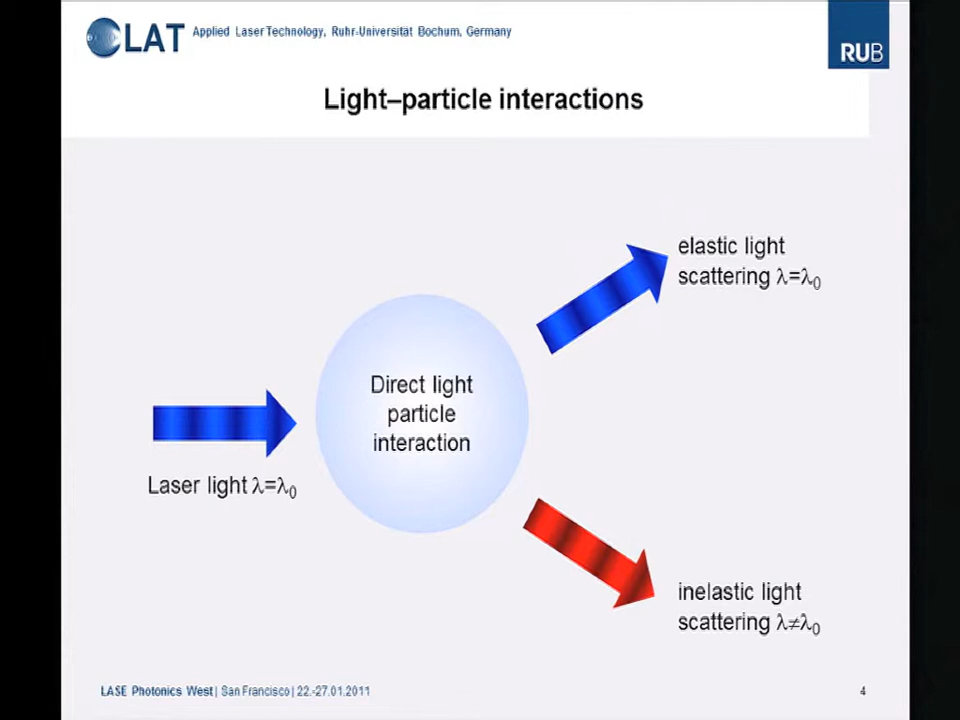 LAT Applied Laser Technology, Ruhr-Universität Bochum, Germany
RUB
Light–particle interactions
elastic light
scattering λ=λ₀
Direct light
particle
interaction
Laser light λ=λ₀
inelastic light
scattering λ≠λ₀
LASE Photonics West | San Francisco | 22.-27.01.2011
4